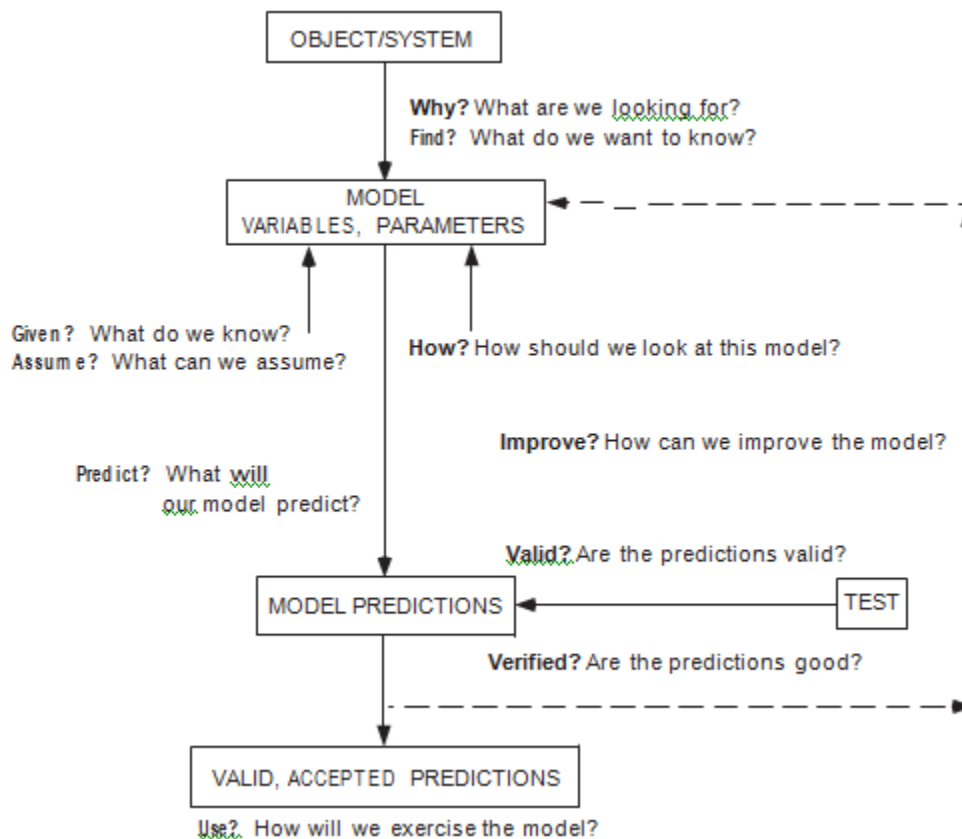 OBJECT/SYSTEM
Why? What are we looking for?
Find? What do we want to know?
MODEL
VARIABLES, PARAMETERS
Given? What do we know?
Assume? What can we assume?
How? How should we look at this model?
Improve? How can we improve the model?
Predict? What will
our model predict?
Valid? Are the predictions valid?
MODEL PREDICTIONS
TEST
Verified? Are the predictions good?
VALID, ACCEPTED PREDICTIONS
Use? How will we exercise the model?